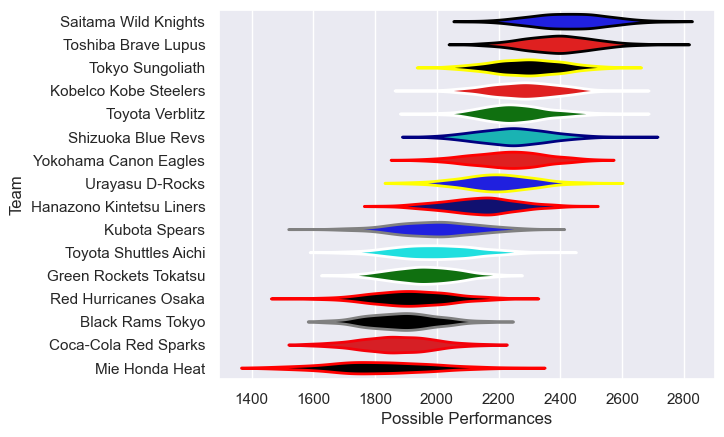 Saitama Wild Knights
Toshiba Brave Lupus
Tokyo Sungoliath
Kobelco Kobe Steelers
Toyota Verblitz
Shizuoka Blue Revs
Yokohama Canon Eagles
Urayasu D-Rocks
Hanazono Kintetsu Liners
Kubota Spears
Toyota Shuttles Aichi
Green Rockets Tokatsu
Red Hurricanes Osaka
Black Rams Tokyo
Coca-Cola Red Sparks
Mie Honda Heat
Team
1400 1600 1800 2000 2200 2400 2600 2800
Possible Performances